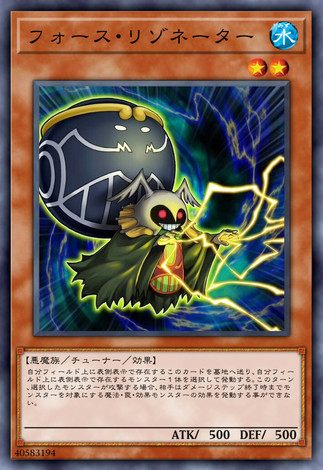 フォース・リゾネーター
水
【悪魔族／チューナー／効果】
自分フィールド上に表側表示で存在するこのカードを墓地へ送り、自分フィ
ールド上に表側表示で存在するモンスター１体を選択して発動する。このターン
、選択したモンスターが攻撃する場合、相手はダメージステップ終了時までモ
ンスターを対象にする魔法・罠・効果モンスターの効果を発動する事ができな
い。
ATK/ 500 DEF/ 500
40583194